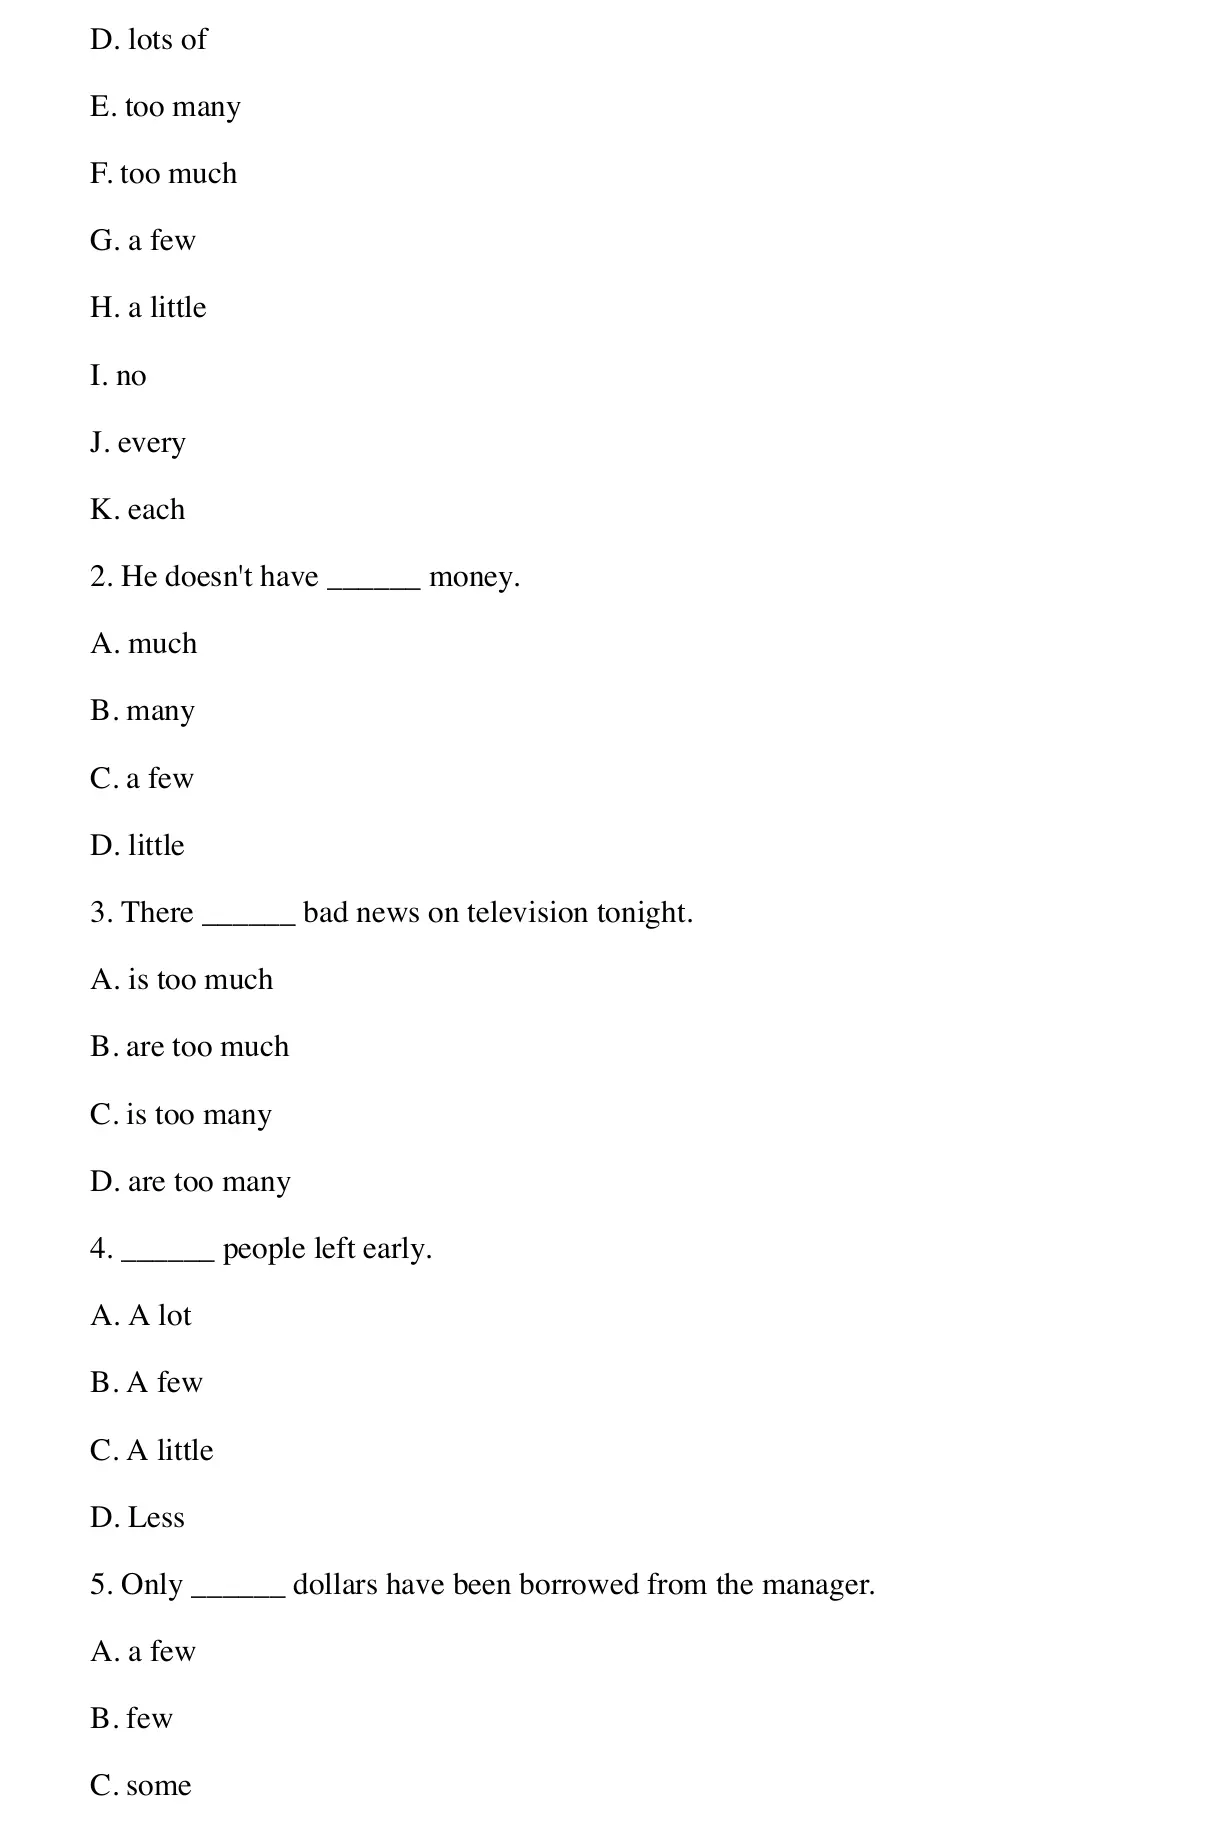 D. lots of
E. too many
F. too much
G. a few
H. a little
I. no
J. every
K. each
2. He doesn't have ______ money.
A. much
B. many
C. a few
D. little
3. There ______ bad news on television tonight.
A. is too much
B. are too much
C. is too many
D. are too many
4. ______ people left early.
A. A lot
B. A few
C. A little
D. Less
5. Only ______ dollars have been borrowed from the manager.
A. a few
B. few
C. some